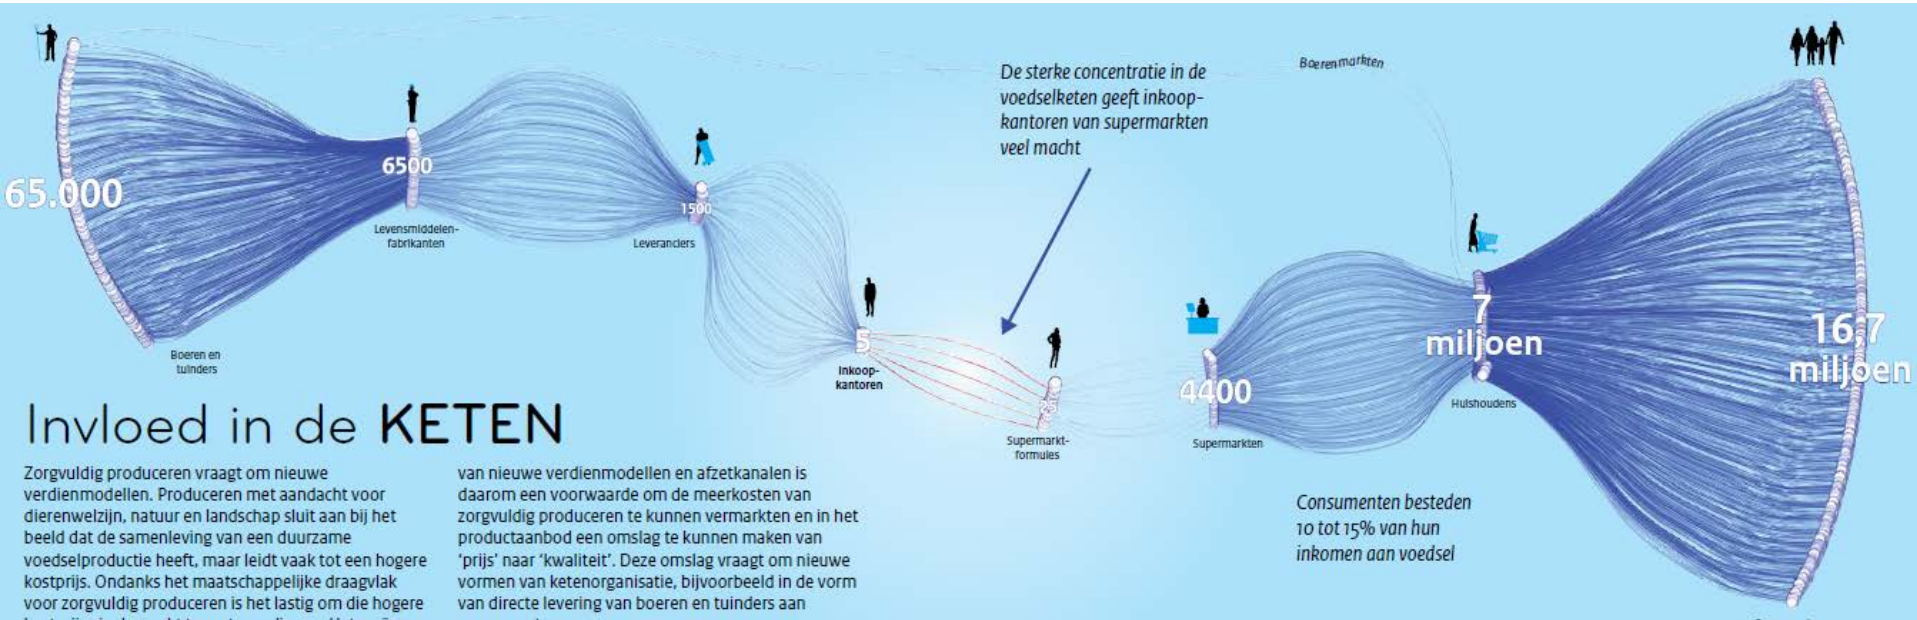 De sterke concentratie in de
voedselketen geeft inkoop-
kantoren van supermarkten
veel macht
Boerenmarkten
65.000
Boeren en
tuinders
6500
Levensmiddelen-
fabrikanten
1500
Leveranciers
5
Inkoop-
kantoren
Supermarkt-
formules
4400
Supermarkten
7
miljoen
Huishoudens
16,7
miljoen
Consumenten besteden
10 tot 15% van hun
inkomen aan voedsel
Invloed in de KETEN
Zorgvuldig produceren vraagt om nieuwe
verdienmodellen. Produceren met aandacht voor
dierenwelzijn, natuur en landschap sluit aan bij het
beeld dat de samenleving van een duurzame
voedselproductie heeft, maar leidt vaak tot een hogere
kostprijs. Ondanks het maatschappelijke draagvlak
voor zorgvuldig produceren is het lastig om die hogere
van nieuwe verdienmodellen en afzetkanalen is
daarom een voorwaarde om de meerkosten van
zorgvuldig produceren te kunnen vermarkten en in het
productaanbod een omslag te kunnen maken van
'prijs' naar 'kwaliteit'. Deze omslag vraagt om nieuwe
vormen van ketenorganisatie, bijvoorbeeld in de vorm
van directe levering van boeren en tuinders aan